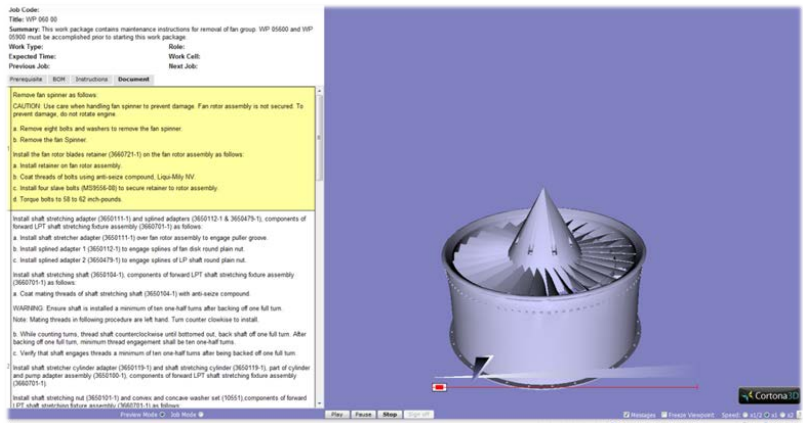 Job Code:
Title: WP 060 00
Summary: This work package contains maintenance instructions for removal of fan group. WP 05600 and WP
05900 must be accomplished prior to starting this work package.
Work Type: Role:
Expected Time: Work Cell:
Previous Job: Next Job:
Prerequisite BOM Instructions Document
Remove fan spinner as follows:
CAUTION: Use care when handling fan spinner to prevent damage. Fan rotor assembly is not secured. To
prevent damage, do not rotate engine.
a. Remove eight bolts and washers to remove the fan spinner.
b. Remove the Fan Spinner.
1
Install the fan rotor blades retainer (3660721-1) on the fan rotor assembly as follows:
a. Install retainer on fan rotor assembly.
b. Coat threads of bolts using anti-seize compound, Liqui-Mily NV.
c. Install four slave bolts (MS9556-08) to secure retainer to rotor assembly.
d. Torque bolts to 58 to 62 inch-pounds.
Install shaft stretching adapter (3650111-1) and splined adapters (3650112-1 & 3650479-1), components of
forward LPT shaft stretching fixture assembly (3660701-1) as follows:
a. Install shaft stretcher adapter (3650111-1) over fan rotor assembly to engage puller groove.
b. Install splined adapter 1 (3650112-1) to engage splines of fan disk round plain nut.
c. Install splined adapter 2 (3650479-1) to engage splines of LP shaft round plain nut.
Install shaft stretching shaft (3650104-1), components of forward LPT shaft stretching fixture assembly
(3660701-1) as follows:
a. Coat mating threads of shaft stretching shaft (3650104-1) with anti-seize compound.
WARNING: Ensure shaft is installed a minimum of ten one-half turns after backing off one full turn.
Note: Mating threads in following procedure are left hand. Turn counter clowkise to install.
b. While counting turns, thread shaft counterclockwise until bottomed out, back shaft off one full turn. After
backing off one full turn, minimum thread engagement shall be ten one-half turns.
c. Verify that shaft engages threads a minimum of ten one-half turns after being backed off one full turn.
2
Install shaft stretcher cylinder adapter (3650119-1) and shaft stretching cylinder (3650119-1), part of cylinder
and pump adapter assembly (3650100-1), components of forward LPT shaft stretching fixture assembly
(3660701-1).
Install shaft stretching nut (3650101-1) and convex and concave washer set (10551),components of forward
LPT shaft stretching fixture assembly (3660701-1) as follows:
Preview Mode Job Mode Play Pause Stop Sign off Messages Freeze Viewpoint Speed: x1/2 x1 x2
Cortona3D